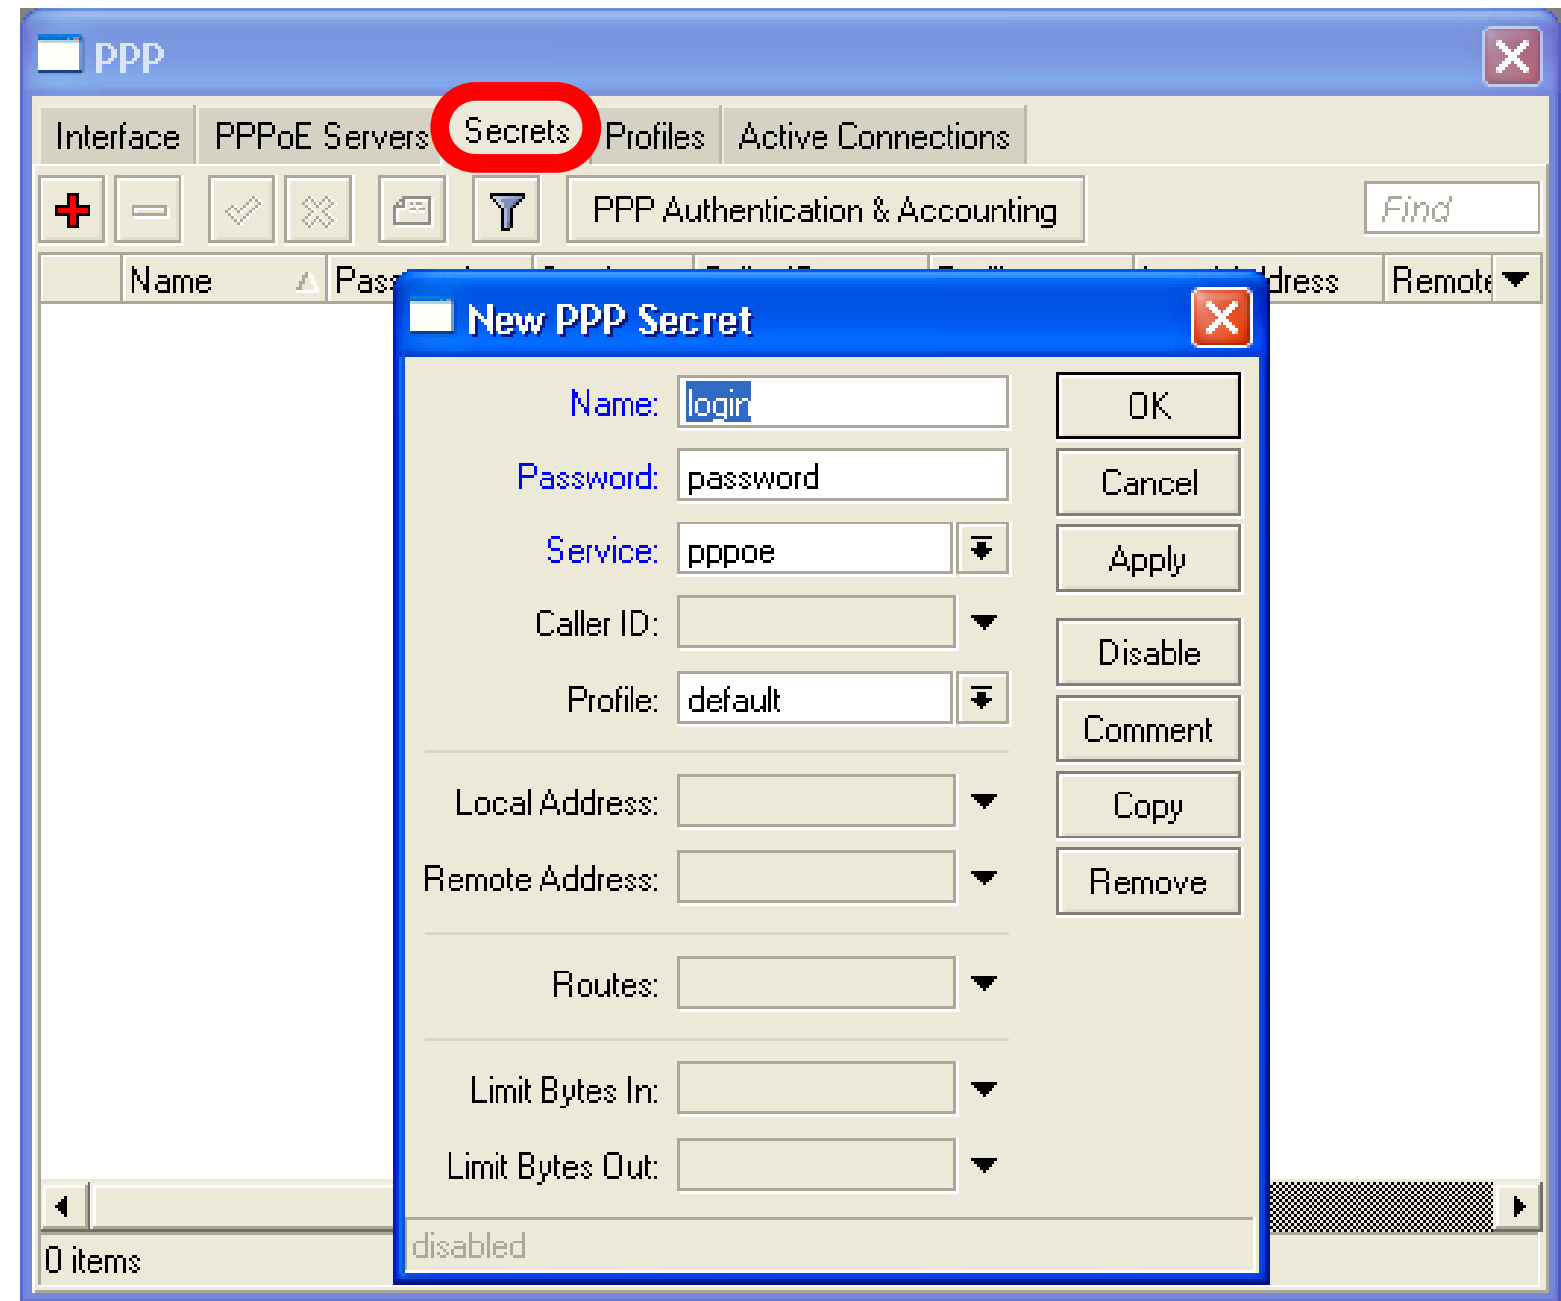 PPP
Interface PPPoE Servers Secrets Profiles Active Connections
PPP Authentication & Accounting Find
Name
New PPP Secret
Name: login OK
Password: password Cancel
Service: pppoe Apply
Caller ID: Disable
Profile: default Comment
Local Address: Copy
Remote Address: Remove
Routes:
Limit Bytes In:
Limit Bytes Out:
disabled
0 items